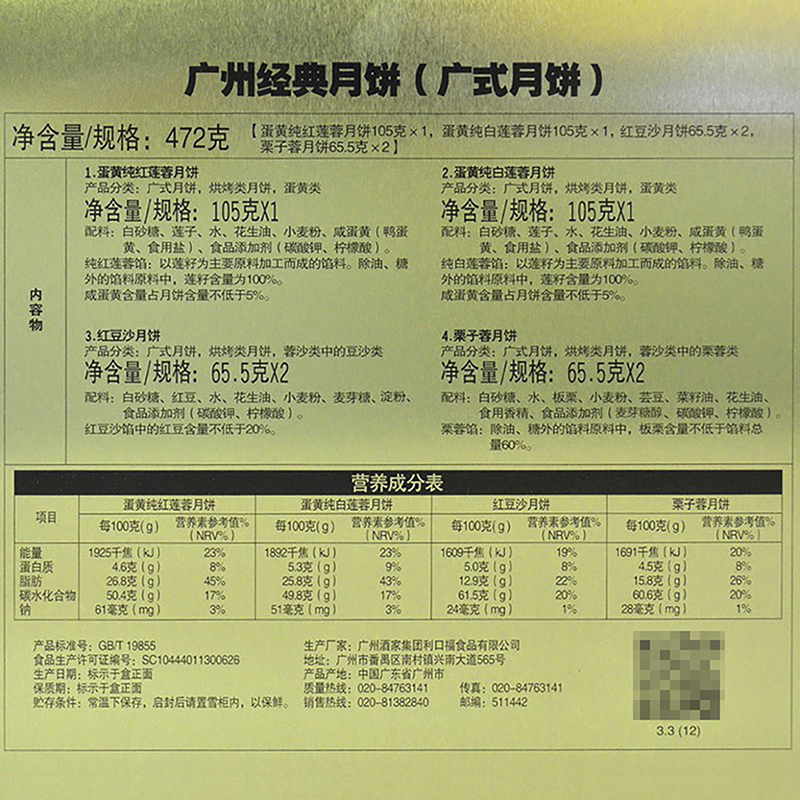 广州经典月饼（广式月饼）
净含量/规格：472克 【蛋黄纯红莲蓉月饼105克×1，蛋黄纯白莲蓉月饼105克×1，红豆沙月饼65.5克×2，
栗子蓉月饼65.5克×2】
内容物
1.蛋黄纯红莲蓉月饼
产品分类：广式月饼，烘烤类月饼，蛋黄类
净含量/规格：105克X1
配料：白砂糖、莲子、水、花生油、小麦粉、咸蛋黄（鸭蛋
黄、食用盐）、食品添加剂（碳酸钾、柠檬酸）。
纯红莲蓉馅：以莲籽为主要原料加工而成的馅料。除油、糖
外的馅料原料中，莲籽含量为100%。
咸蛋黄含量占月饼含量不低于5%。
2.蛋黄纯白莲蓉月饼
产品分类：广式月饼，烘烤类月饼，蛋黄类
净含量/规格：105克X1
配料：白砂糖、莲子、水、花生油、小麦粉、咸蛋黄（鸭蛋
黄、食用盐）、食品添加剂（碳酸钾、柠檬酸）。
纯白莲蓉馅：以莲籽为主要原料加工而成的馅料。除油、糖
外的馅料原料中，莲籽含量为100%。
咸蛋黄含量占月饼含量不低于5%。
3.红豆沙月饼
产品分类：广式月饼，烘烤类月饼，蓉沙类中的豆沙类
净含量/规格：65.5克X2
配料：白砂糖、红豆、水、花生油、小麦粉、麦芽糖、淀粉、
食品添加剂（碳酸钾、柠檬酸）。
红豆沙馅中的红豆含量不低于20%。
4.栗子蓉月饼
产品分类：广式月饼，烘烤类月饼，蓉沙类中的栗蓉类
净含量/规格：65.5克X2
配料：白砂糖、水、板栗、小麦粉、芸豆、菜籽油、花生油、
食用香精、食品添加剂（麦芽糖醇、碳酸钾、柠檬酸）。
栗蓉馅：除油、糖外的馅料原料中，板栗含量不低于馅料总
量60%。
营养成分表
项目 蛋黄纯红莲蓉月饼 蛋黄纯白莲蓉月饼 红豆沙月饼 栗子蓉月饼
每100克(g) 营养素参考值% (NRV%) 每100克(g) 营养素参考值% (NRV%) 每100克(g) 营养素参考值% (NRV%) 每100克(g) 营养素参考值% (NRV%)
能量 1925千焦（kJ） 23% 1892千焦（kJ） 23% 1609千焦（kJ） 19% 1691千焦（kJ） 20%
蛋白质 4.6克（g） 8% 5.3克（g） 9% 5.0克（g） 8% 4.5克（g） 8%
脂肪 26.8克（g） 45% 25.8克（g） 43% 12.9克（g） 22% 15.8克（g） 26%
碳水化合物 50.4克（g） 17% 49.8克（g） 17% 61.5克（g） 20% 60.6克（g） 20%
钠 61毫克（mg） 3% 51毫克（mg） 3% 24毫克（mg） 1% 28毫克（mg） 1%
产品标准号：GB/T 19855
食品生产许可证编号：SC10444011300626
生产日期：标示于盒正面
保质期：标示于盒正面
贮存条件：常温下保存，启封后请置雪柜内，以保鲜。
生产厂家：广州酒家集团利口福食品有限公司
地址：广州市番禺区南村镇兴南大道565号
产品产地：中国广东省广州市
质量热线：020-84763141 传真：020-84763141
销售热线：020-81382840 邮编：511442
3.3 (12)